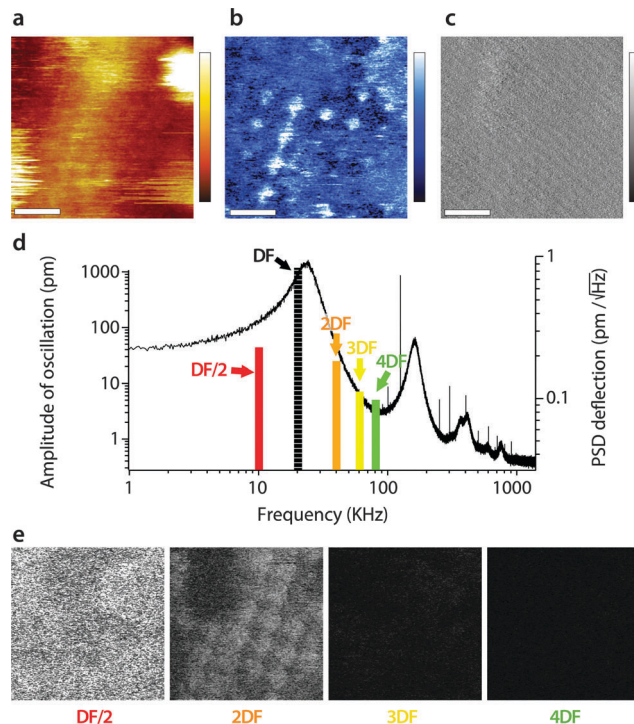 a
b
c
d
Amplitude of oscillation (pm)
1000
100
10
1
DF
DF/2
2DF
3DF
4DF
1
0.1
PSD deflection (pm /√Hz)
1
10
100
1000
Frequency (KHz)
e
DF/2
2DF
3DF
4DF